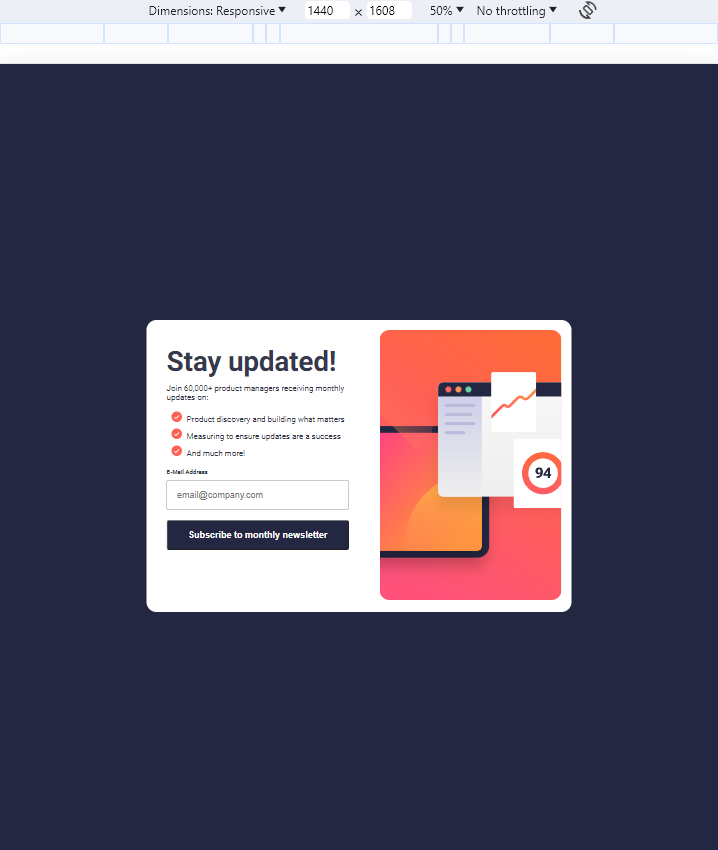 Dimensions: Responsive 1440 × 1608 50% No throttling
Stay updated!
Join 60,000+ product managers receiving monthly
updates on:
Product discovery and building what matters
Measuring to ensure updates are a success
And much more!
E-Mail Address
email@company.com
Subscribe to monthly newsletter
94